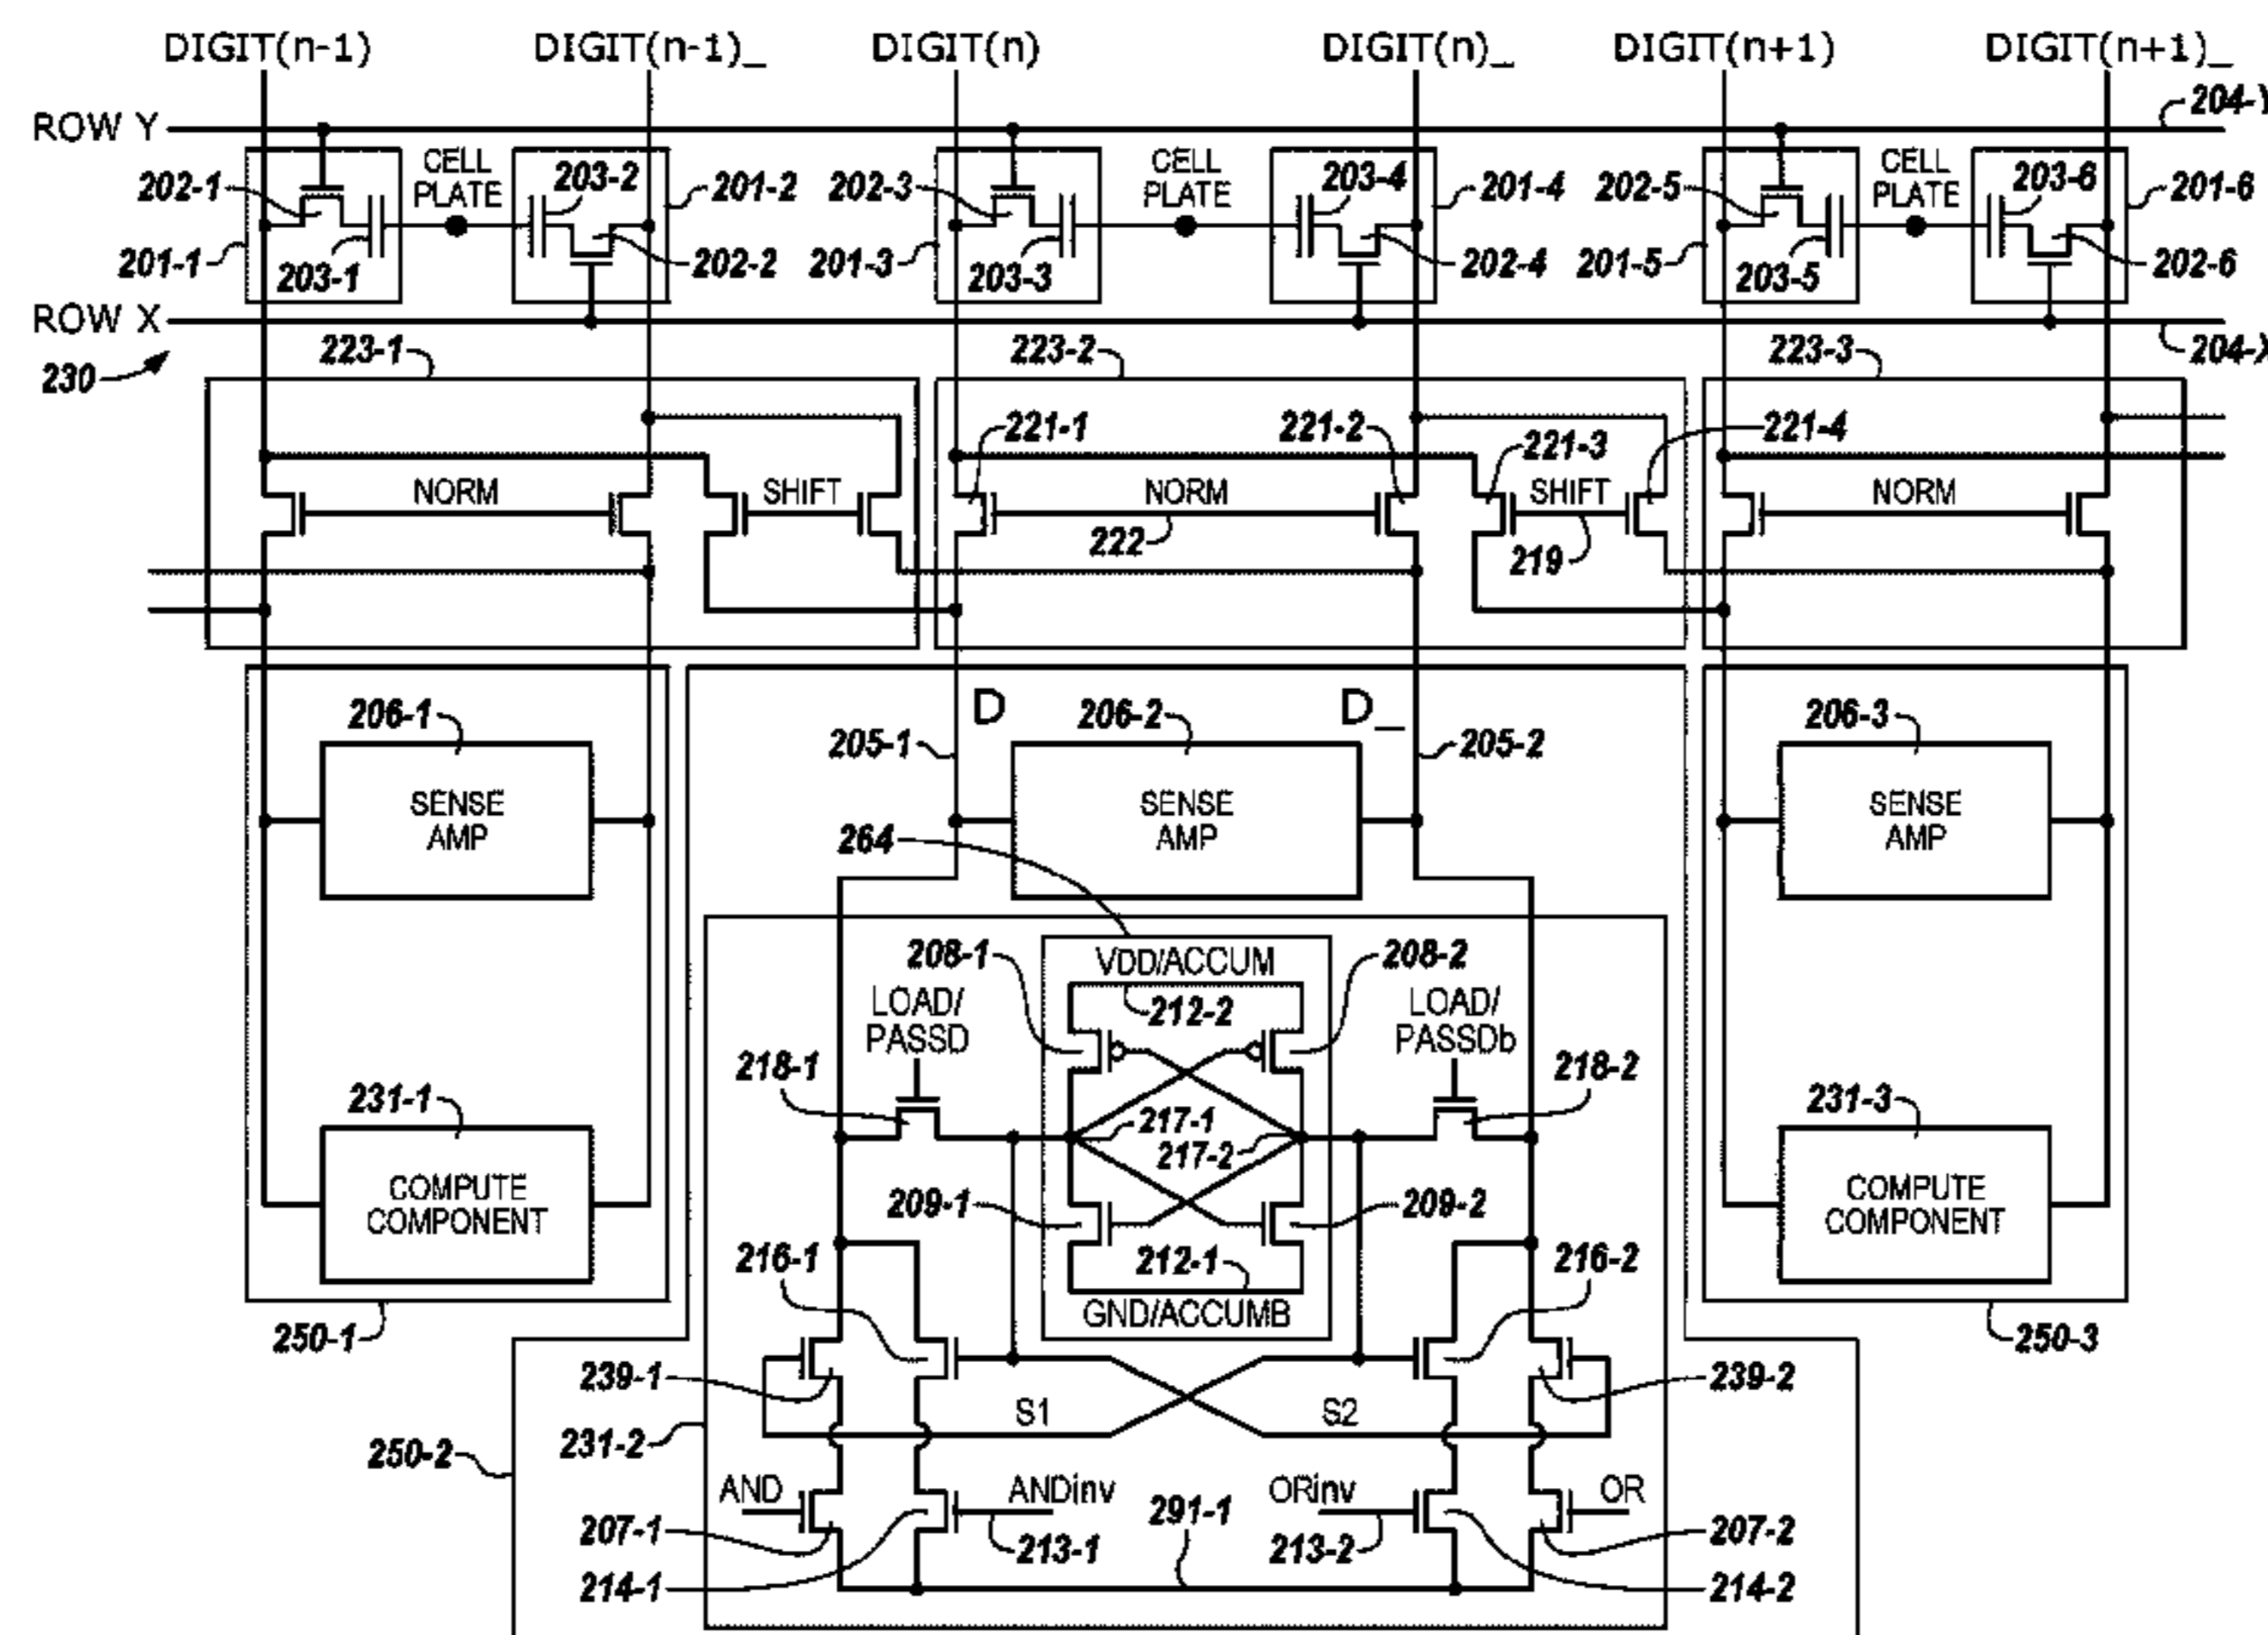 DIGIT(n-1) DIGIT(n-1)_ DIGIT(n) DIGIT(n)_ DIGIT(n+1) DIGIT(n+1)_
204-Y
ROW Y
CELL PLATE CELL PLATE CELL PLATE
202-1 203-2 201-2 202-3 203-4 201-4 202-5 203-6 201-6
201-1 203-1 202-2 201-3 203-3 202-4 201-5 203-5 202-6
ROW X
223-1 223-2 223-3 204-X
230
221-1 221-2 221-3 221-4
NORM SHIFT NORM SHIFT NORM
222 219
D D_
206-1 205-1 206-2 205-2 206-3
SENSE AMP SENSE AMP SENSE AMP
264
208-1 VDD/ACCUM 208-2
LOAD/ PASSD 212-2 LOAD/ PASSDb
218-1 218-2
231-1 217-1 231-3
217-2
COMPUTE COMPONENT 209-1 209-2 COMPUTE COMPONENT
216-1 212-1 216-2
GND/ACCUMB
250-1 250-3
239-1 239-2
S1 S2
250-2 231-2
AND ANDinv ORinv OR
291-1
207-1 213-1 213-2 207-2
214-1 214-2